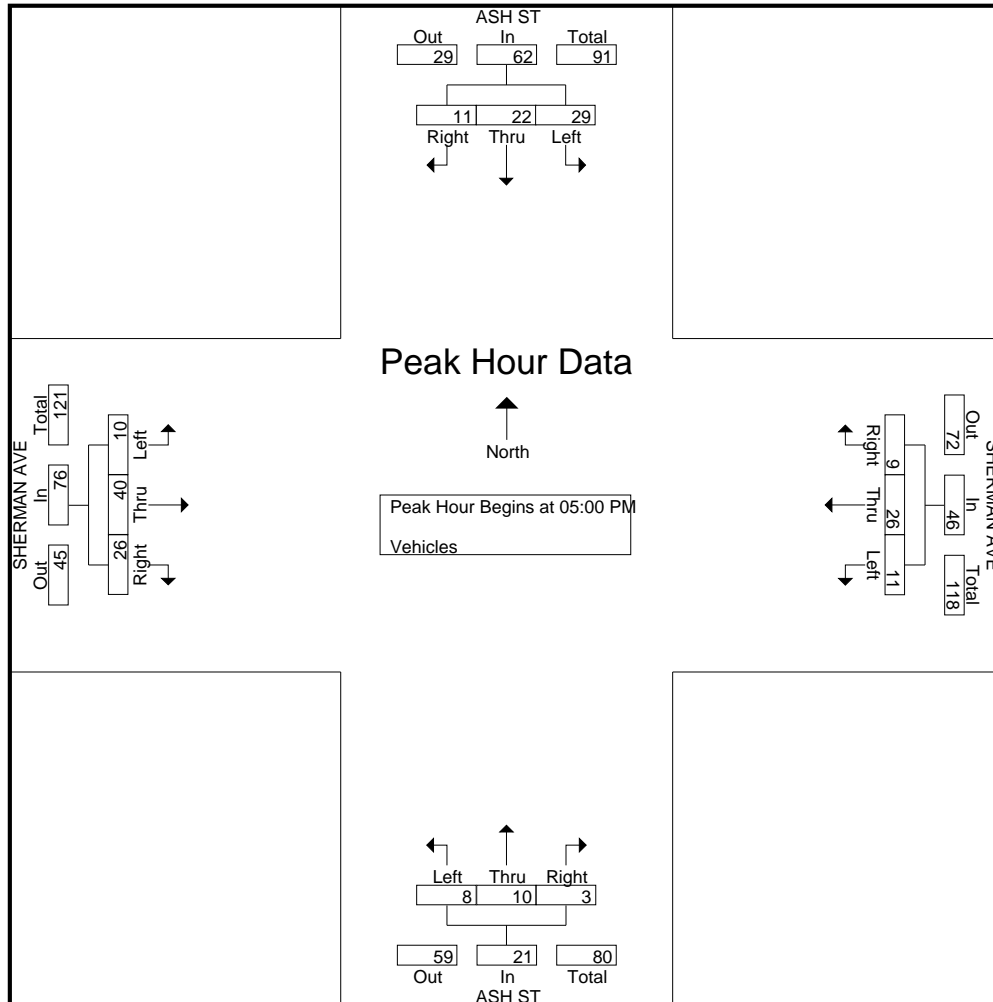 ASH ST
Out In Total
29 62 91
11 22 29
Right Thru Left
Peak Hour Data
North
Peak Hour Begins at 05:00 PM
Vehicles
SHERMAN AVE
Total In Out
121 76 45
10 40 26
Left Thru Right
Right Thru Left
9 26 11
72 46 118
Out In Total
SHERMAN AVE
Left Thru Right
8 10 3
59 21 80
Out In Total
ASH ST